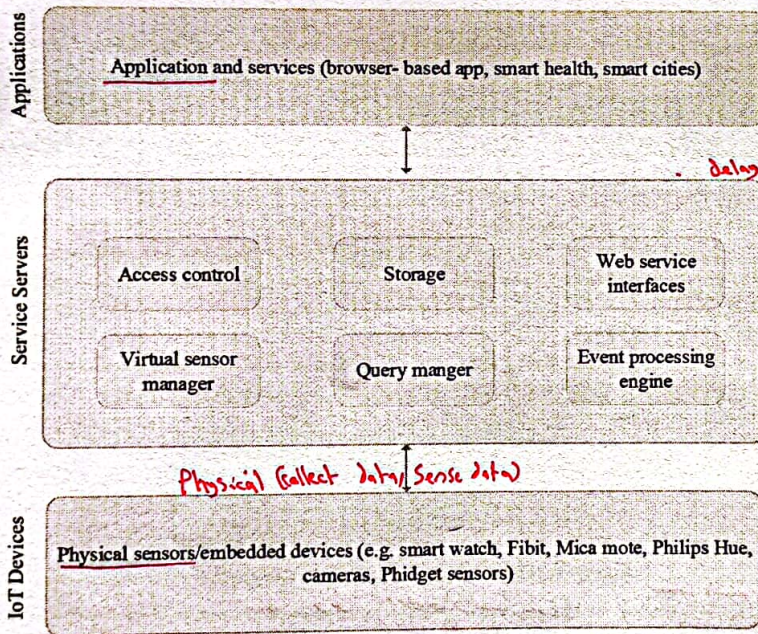 Applications
Application and services (browser- based app, smart health, smart cities)
delay
Service Servers
Access control
Storage
Web service
interfaces
Virtual sensor
manager
Query manger
Event processing
engine
Physical (collect data, sense data)
IoT Devices
Physical sensors/embedded devices (e.g. smart watch, Fibit, Mica mote, Philips Hue,
cameras, Phidget sensors)